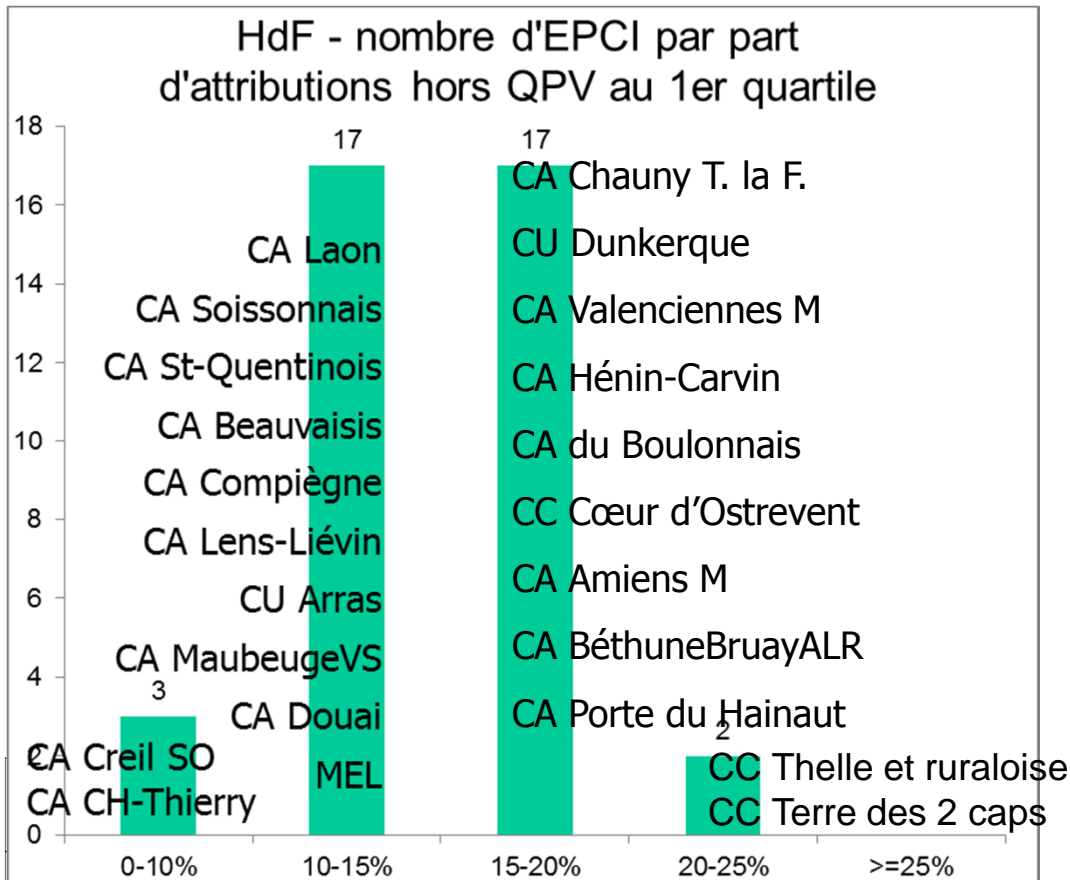 HdF - nombre d'EPCI par part
d'attributions hors QPV au 1er quartile
18
16
14
12
10
8
6
4
2
0
3
17
17
2
CA Creil SO
CA CH-Thierry
CA Laon
CA Soissonnais
CA St-Quentinois
CA Beauvaisis
CA Compiègne
CA Lens-Liévin
CU Arras
CA MaubeugeVS
CA Douai
MEL
CA Chauny T. la F.
CU Dunkerque
CA Valenciennes M
CA Hénin-Carvin
CA du Boulonnais
CC Cœur d’Ostrevent
CA Amiens M
CA BéthuneBruayALR
CA Porte du Hainaut
CC Thelle et ruraloise
CC Terre des 2 caps
0-10%
10-15%
15-20%
20-25%
>=25%